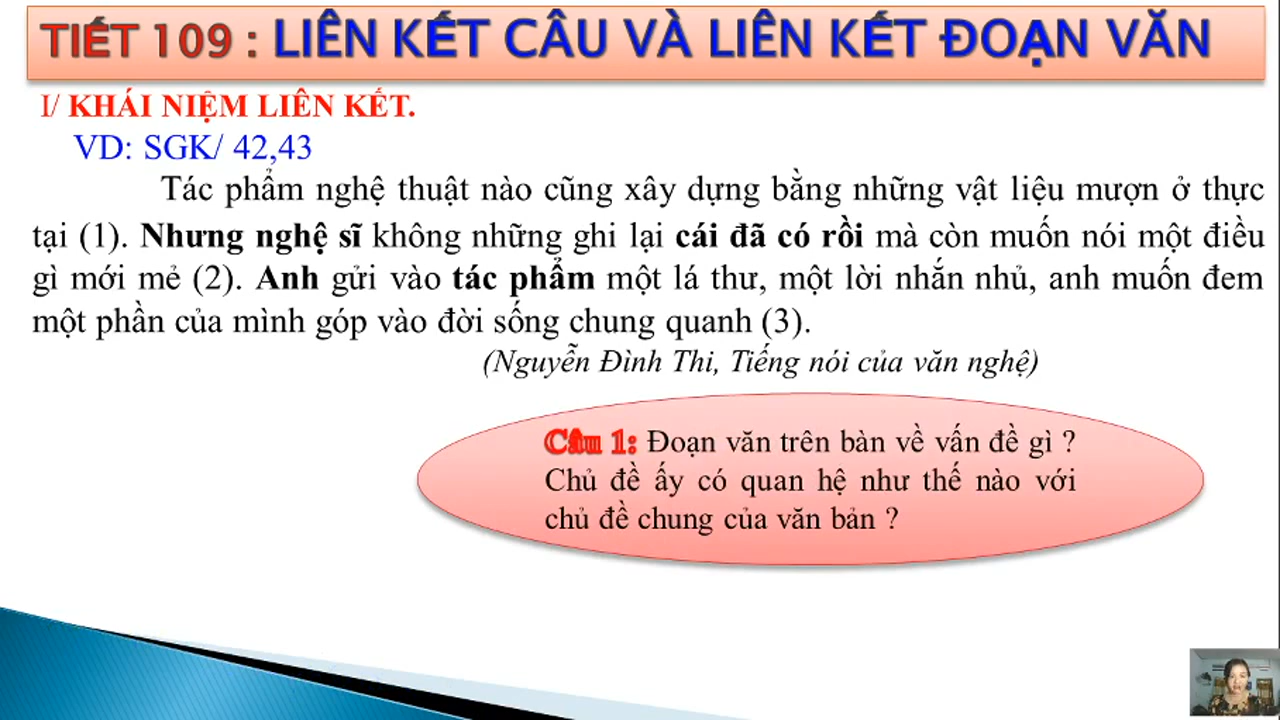 TIẾT 109 : LIÊN KẾT CÂU VÀ LIÊN KẾT ĐOẠN VĂN
I/ KHÁI NIỆM LIÊN KẾT.
VD: SGK/ 42,43
Tác phẩm nghệ thuật nào cũng xây dựng bằng những vật liệu mượn ở thực
tại (1). Nhưng nghệ sĩ không những ghi lại cái đã có rồi mà còn muốn nói một điều
gì mới mẻ (2). Anh gửi vào tác phẩm một lá thư, một lời nhắn nhủ, anh muốn đem
một phần của mình góp vào đời sống chung quanh (3).
(Nguyễn Đình Thi, Tiếng nói của văn nghệ)
Câu 1: Đoạn văn trên bàn về vấn đề gì ?
Chủ đề ấy có quan hệ như thế nào với
chủ đề chung của văn bản ?